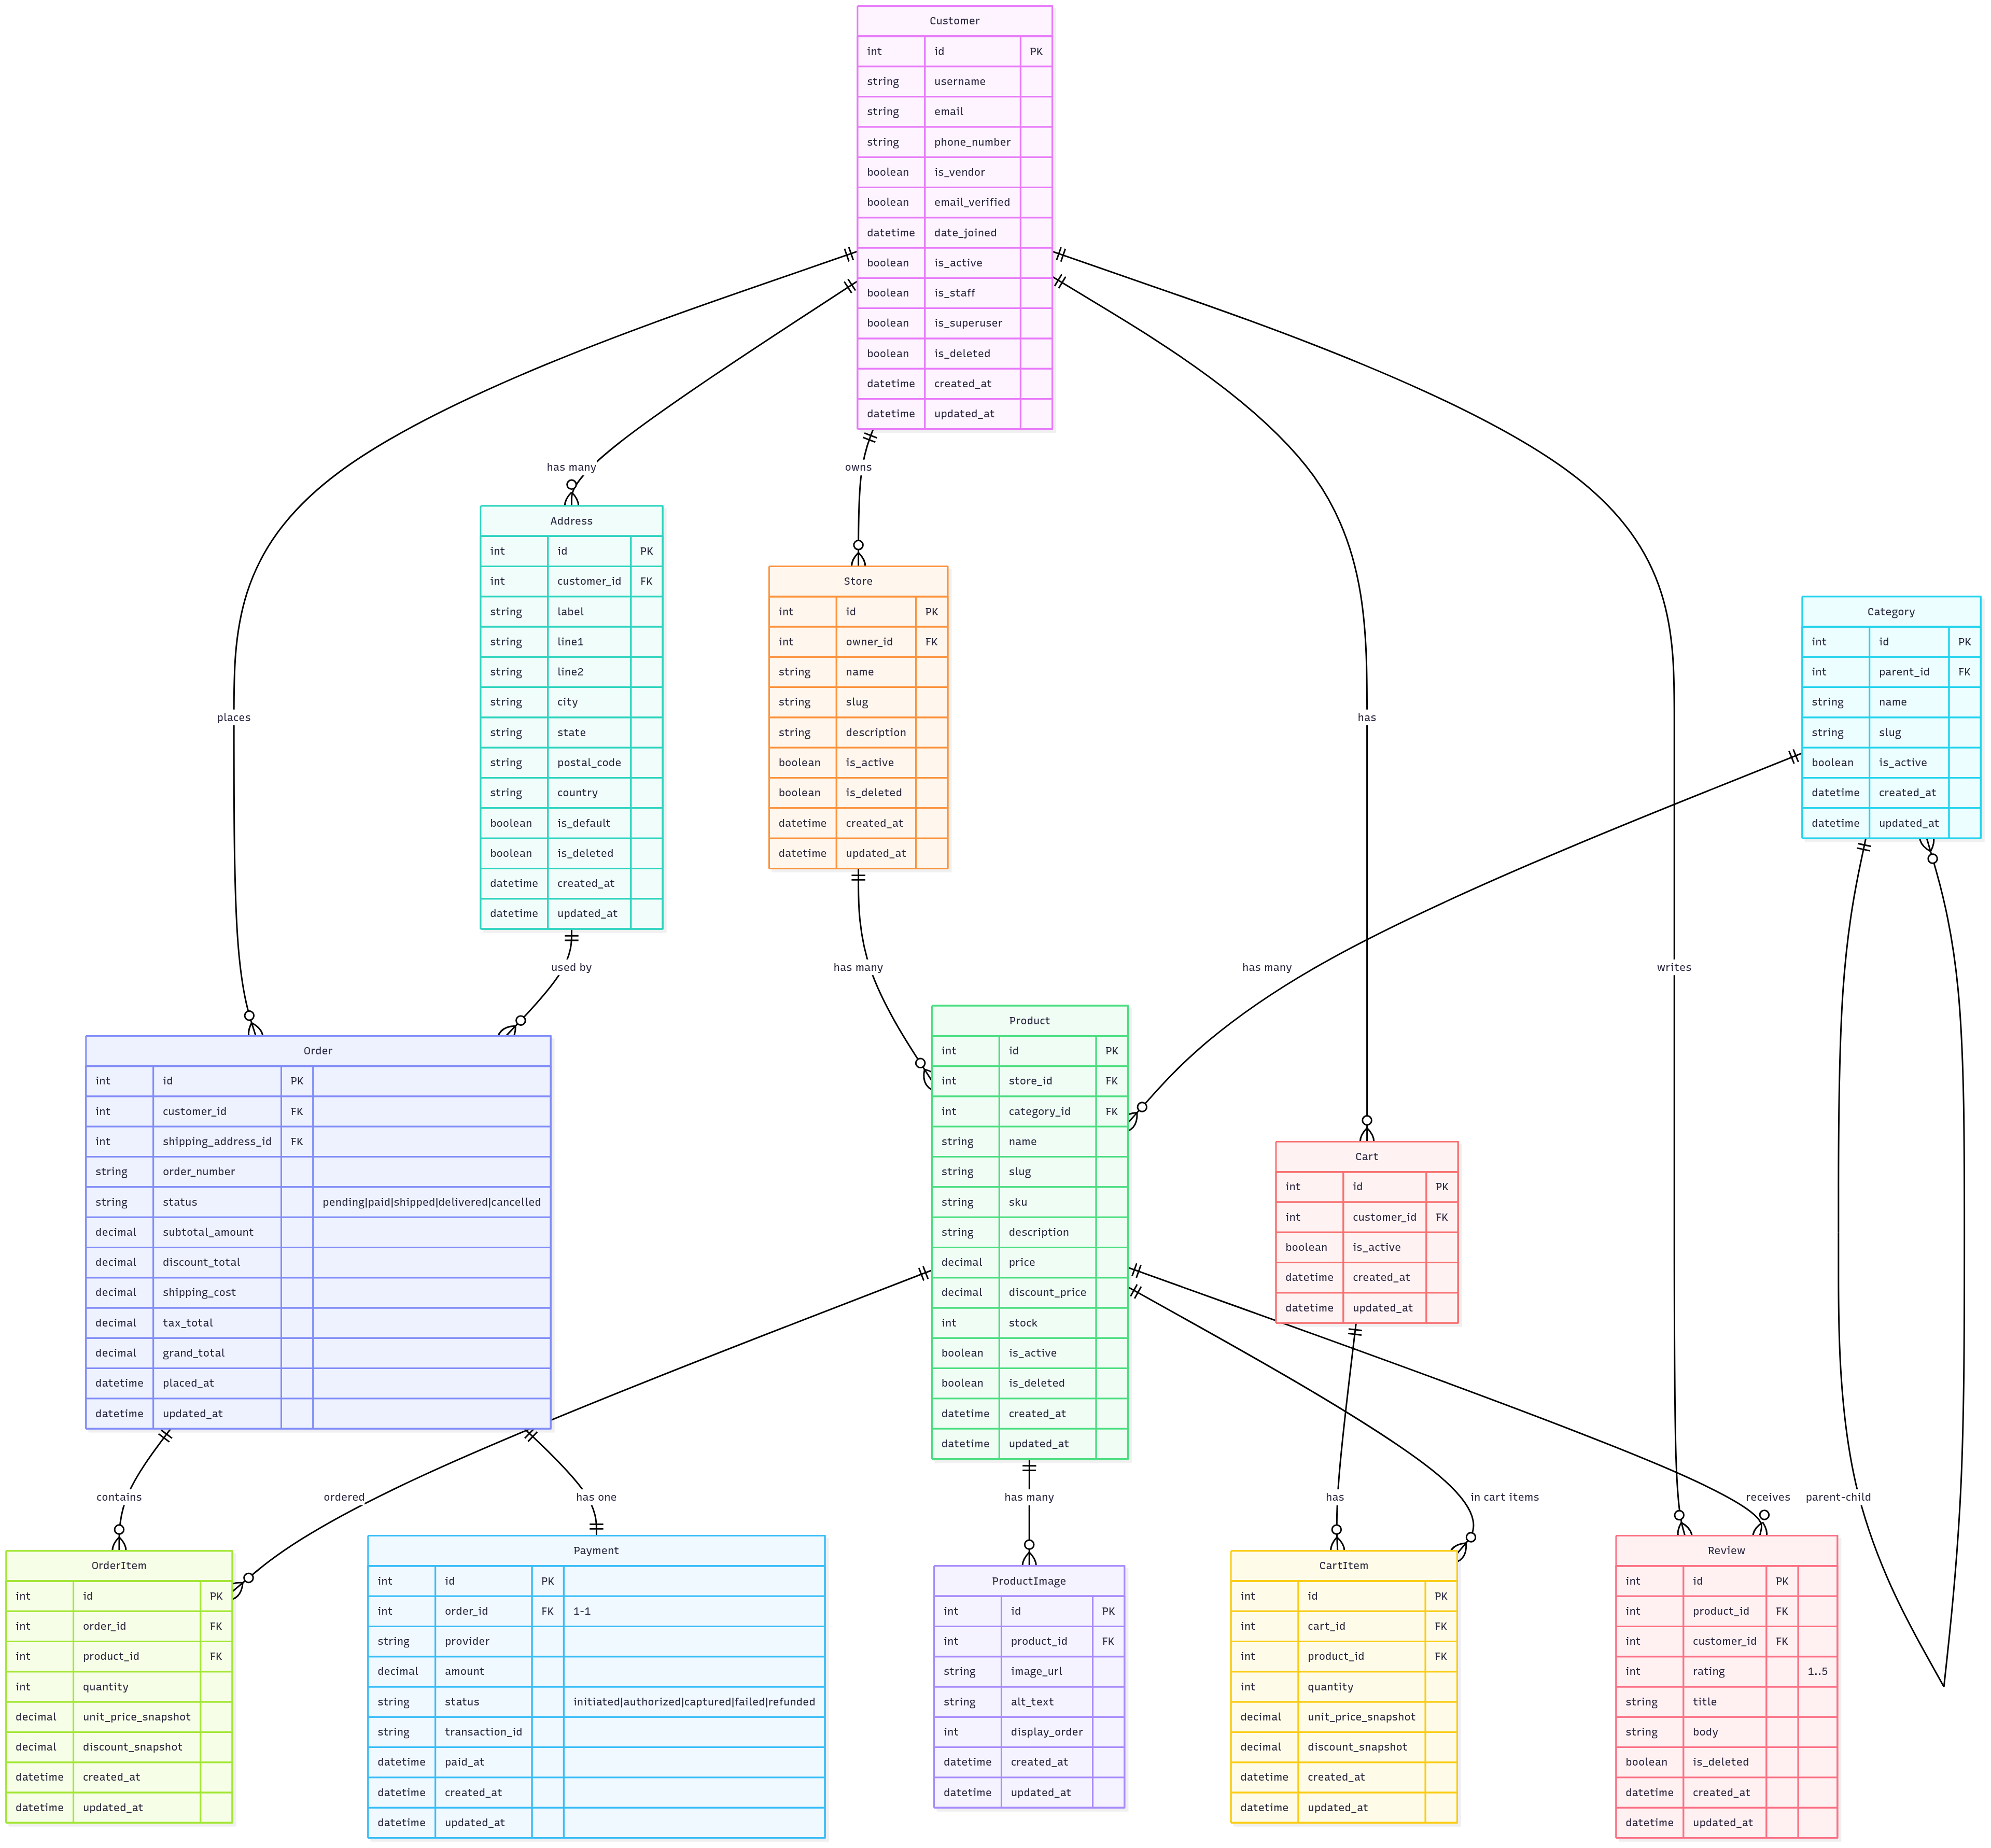 Customer
int id PK
string username
string email
string phone_number
boolean is_vendor
boolean email_verified
datetime date_joined
boolean is_active
boolean is_staff
boolean is_superuser
boolean is_deleted
datetime created_at
datetime updated_at
has many
owns
Address
int id PK
int customer_id FK
string label
string line1
string line2
string city
string state
string postal_code
string country
boolean is_default
boolean is_deleted
datetime created_at
datetime updated_at
Store
int id PK
int owner_id FK
string name
string slug
string description
boolean is_active
boolean is_deleted
datetime created_at
datetime updated_at
Category
int id PK
int parent_id FK
string name
string slug
boolean is_active
datetime created_at
datetime updated_at
places
has
used by
has many
has many
writes
Order
int id PK
int customer_id FK
int shipping_address_id FK
string order_number
string status pending|paid|shipped|delivered|cancelled
decimal subtotal_amount
decimal discount_total
decimal shipping_cost
decimal tax_total
decimal grand_total
datetime placed_at
datetime updated_at
Product
int id PK
int store_id FK
int category_id FK
string name
string slug
string sku
string description
decimal price
decimal discount_price
int stock
boolean is_active
boolean is_deleted
datetime created_at
datetime updated_at
Cart
int id PK
int customer_id FK
boolean is_active
datetime created_at
datetime updated_at
contains
ordered
has one
has many
has
in cart items
receives
parent-child
OrderItem
int id PK
int order_id FK
int product_id FK
int quantity
decimal unit_price_snapshot
decimal discount_snapshot
datetime created_at
datetime updated_at
Payment
int id PK
int order_id FK 1-1
string provider
decimal amount
string status initiated|authorized|captured|failed|refunded
string transaction_id
datetime paid_at
datetime created_at
datetime updated_at
ProductImage
int id PK
int product_id FK
string image_url
string alt_text
int display_order
datetime created_at
datetime updated_at
CartItem
int id PK
int cart_id FK
int product_id FK
int quantity
decimal unit_price_snapshot
decimal discount_snapshot
datetime created_at
datetime updated_at
Review
int id PK
int product_id FK
int customer_id FK
int rating 1..5
string title
string body
boolean is_deleted
datetime created_at
datetime updated_at